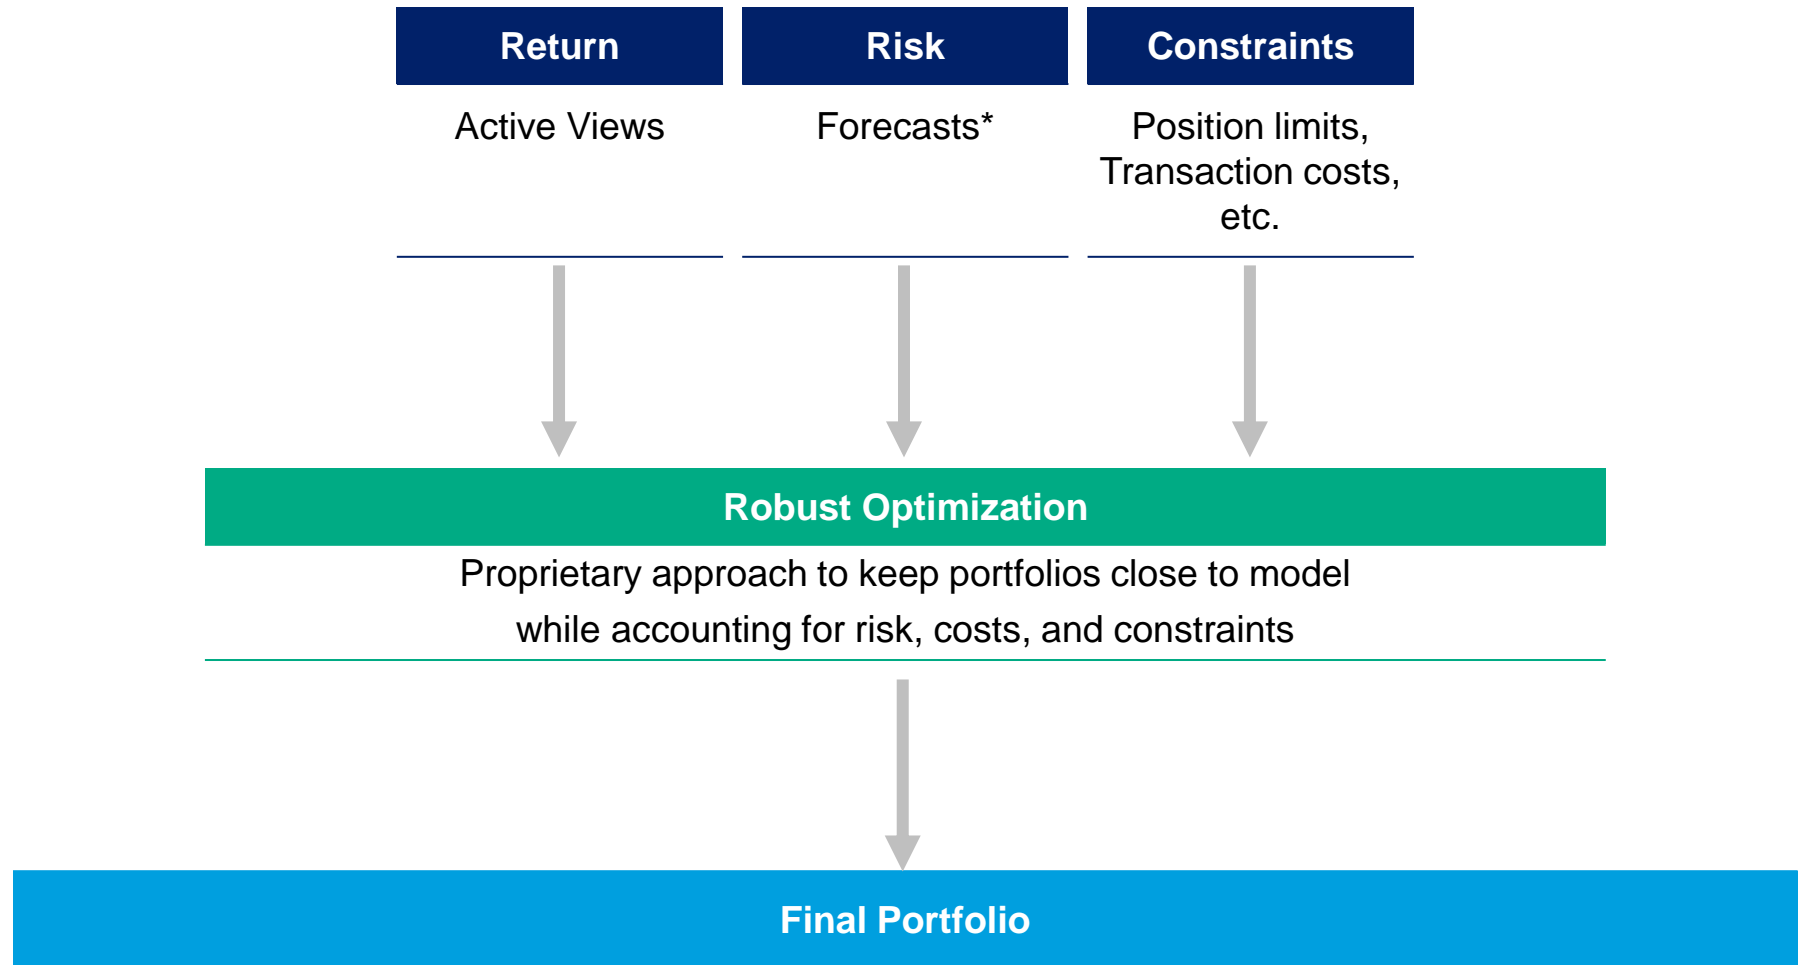 Return
Risk
Constraints
Active Views
Forecasts*
Position limits,
Transaction costs,
etc.
Robust Optimization
Proprietary approach to keep portfolios close to model
while accounting for risk, costs, and constraints
Final Portfolio